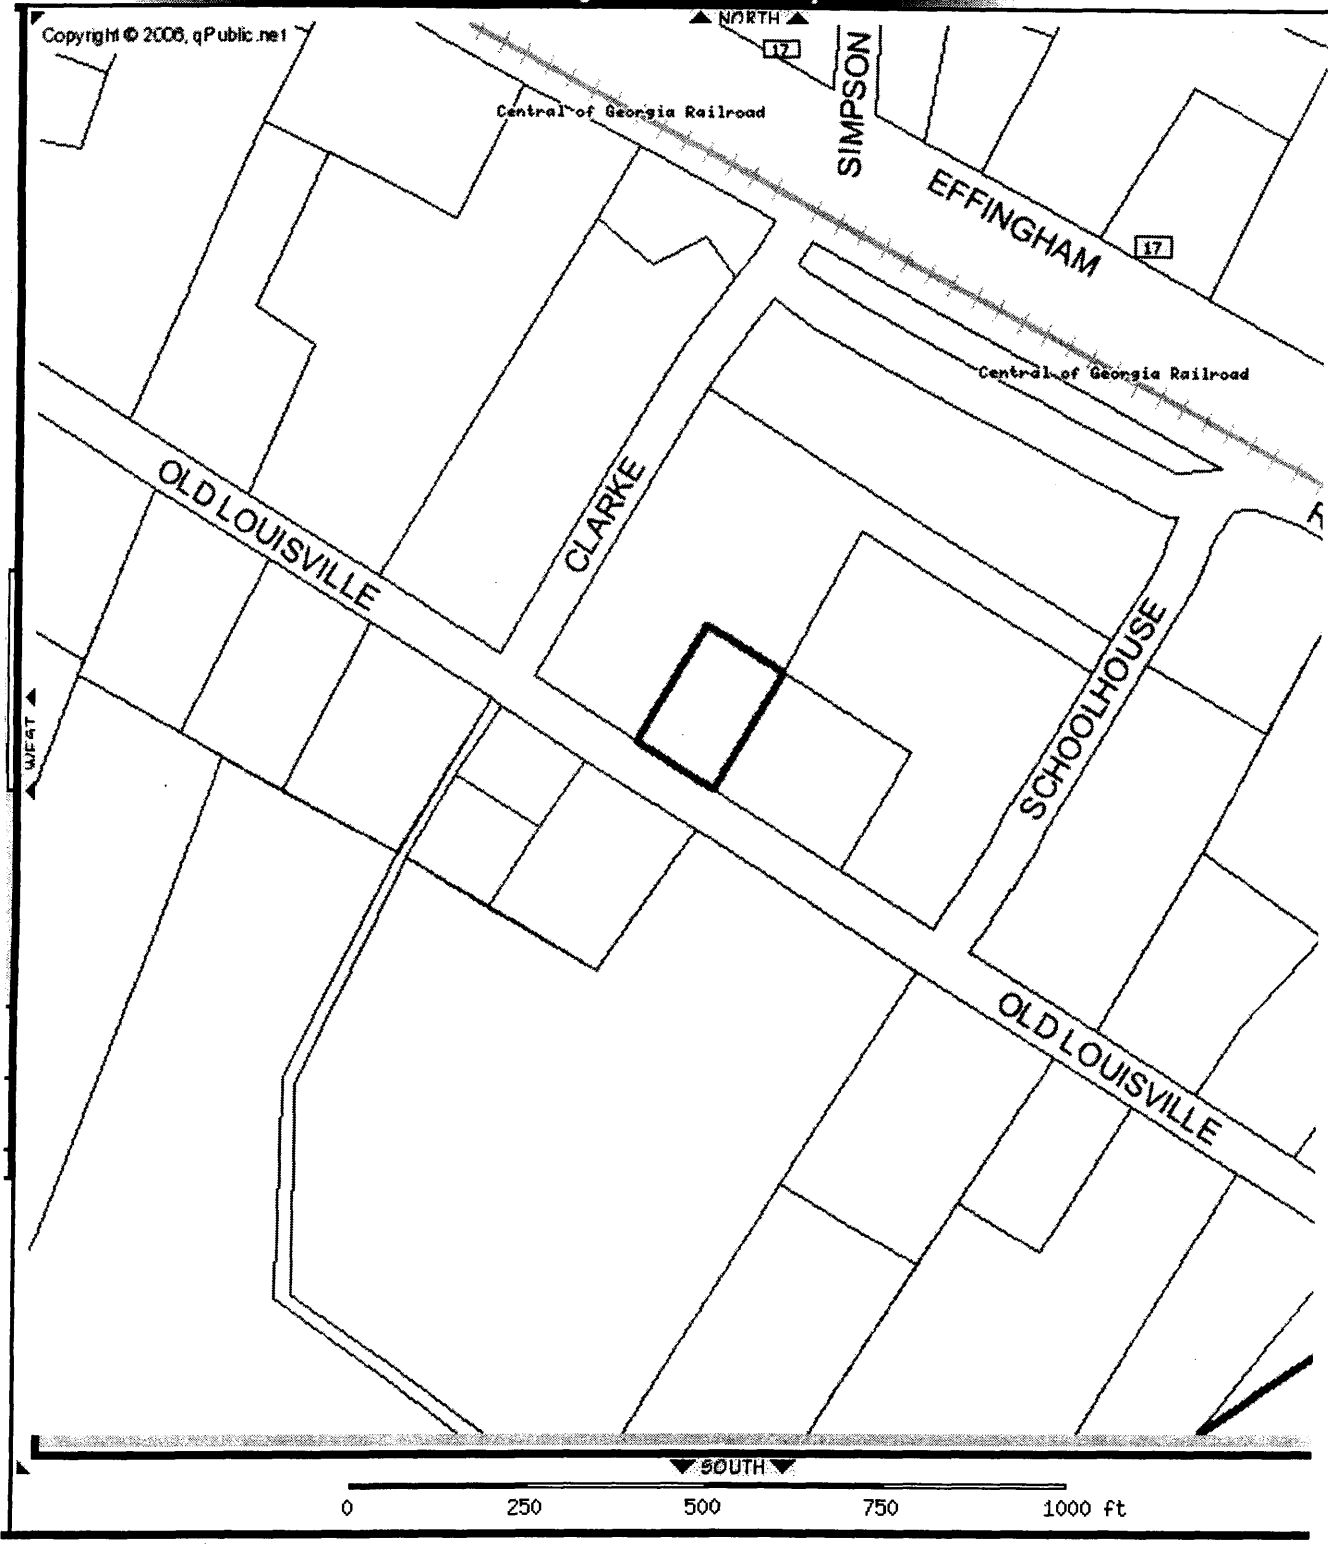 NORTH
Copyright © 2006, qPublic.net
17
SIMPSON
Central of Georgia Railroad
EFFINGHAM
17
Central of Georgia Railroad
OLD LOUISVILLE
CLARKE
R
SCHOOLHOUSE
WEST
OLD LOUISVILLE
SOUTH
0 250 500 750 1000 ft